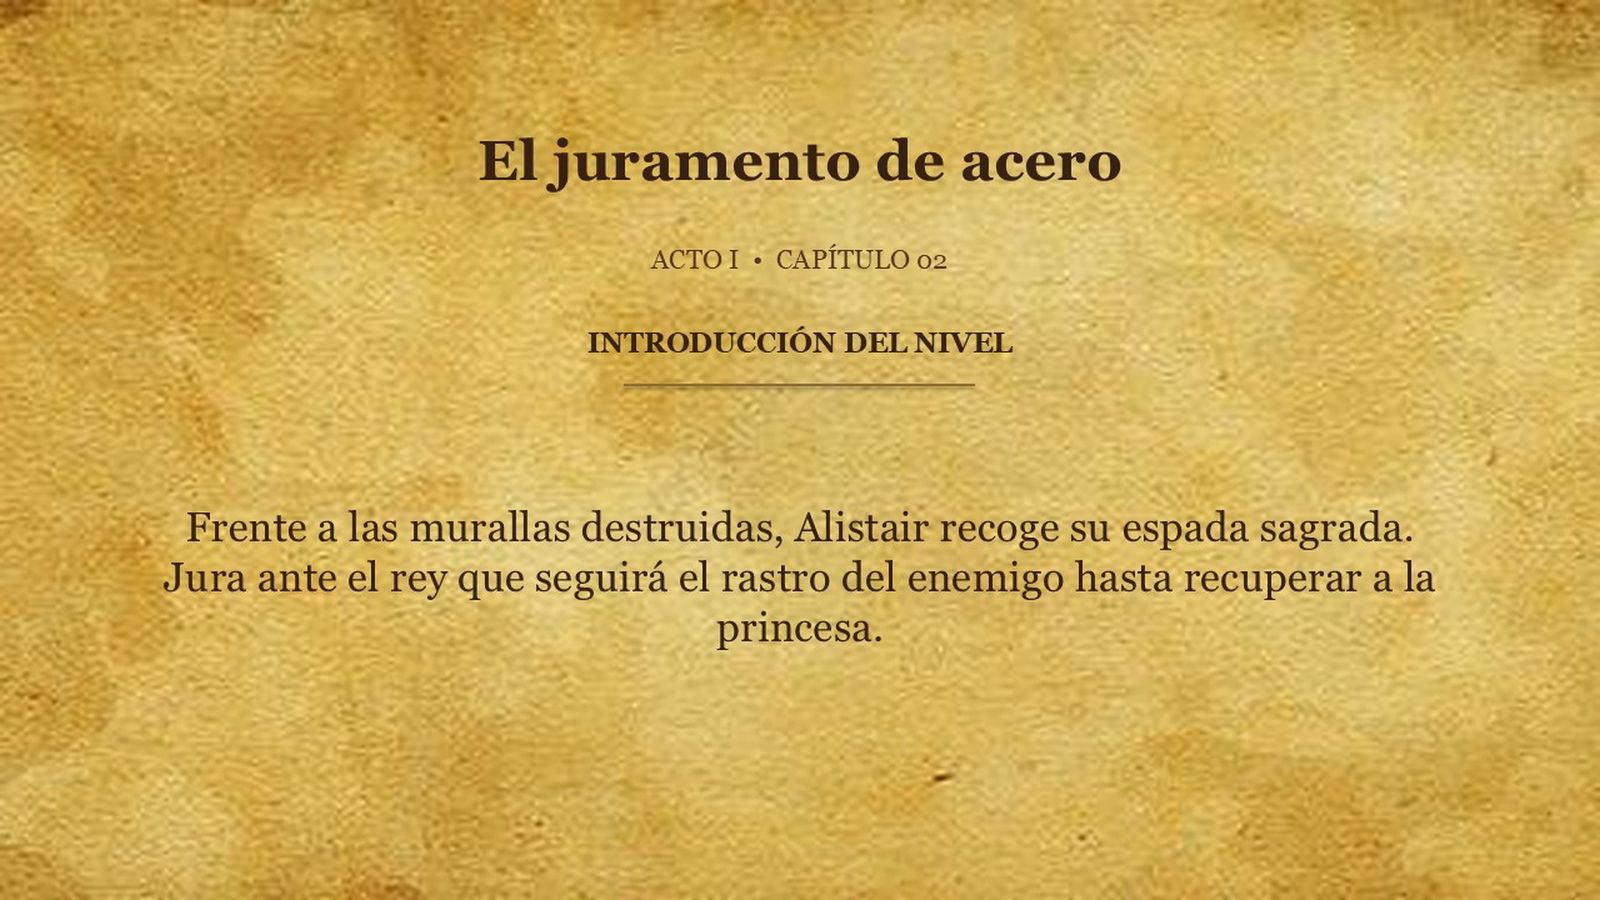 El juramento de acero
ACTO I • CAPÍTULO 02
INTRODUCCIÓN DEL NIVEL
Frente a las murallas destruidas, Alistair recoge su espada sagrada.
Jura ante el rey que seguirá el rastro del enemigo hasta recuperar a la
princesa.